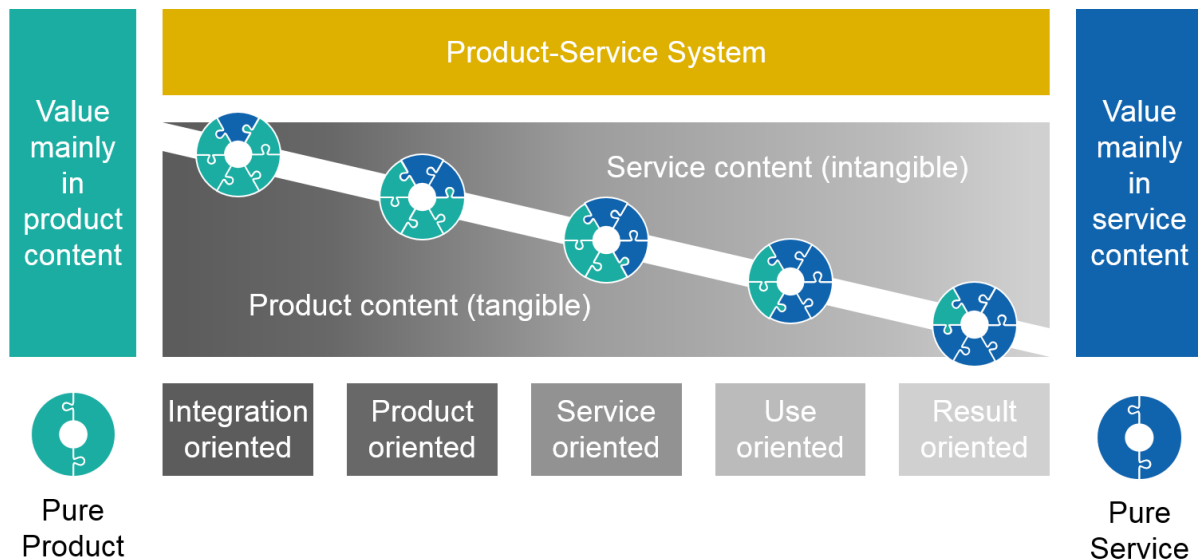 Value
mainly
in
product
content
Product-Service System
Service content (intangible)
Product content (tangible)
Value
mainly
in
service
content
Integration
oriented
Product
oriented
Service
oriented
Use
oriented
Result
oriented
Pure
Product
Pure
Service